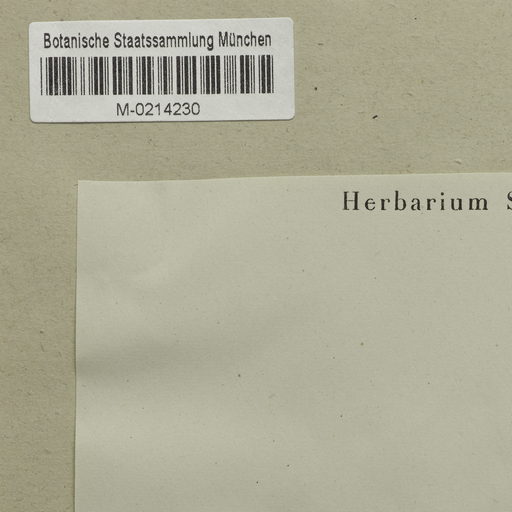 Botanische Staatssammlung München
M-0214230
Herbarium